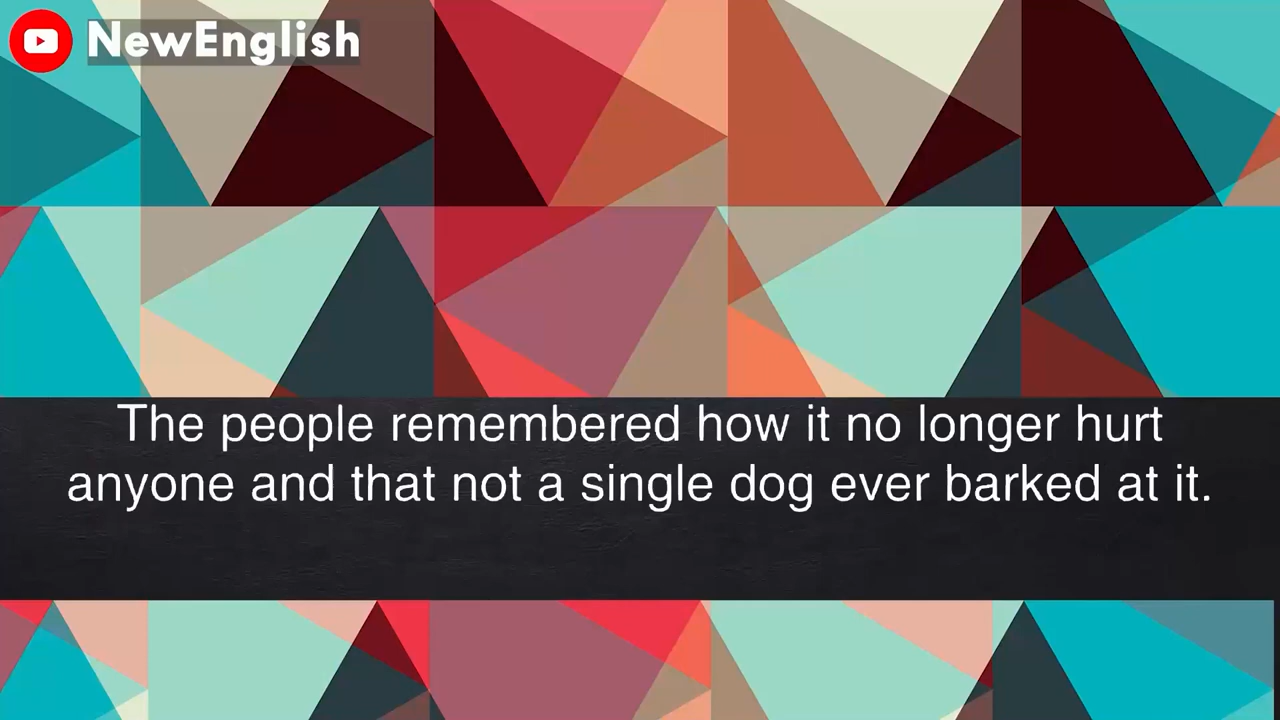 NewEnglish
The people remembered how it no longer hurt
anyone and that not a single dog ever barked at it.